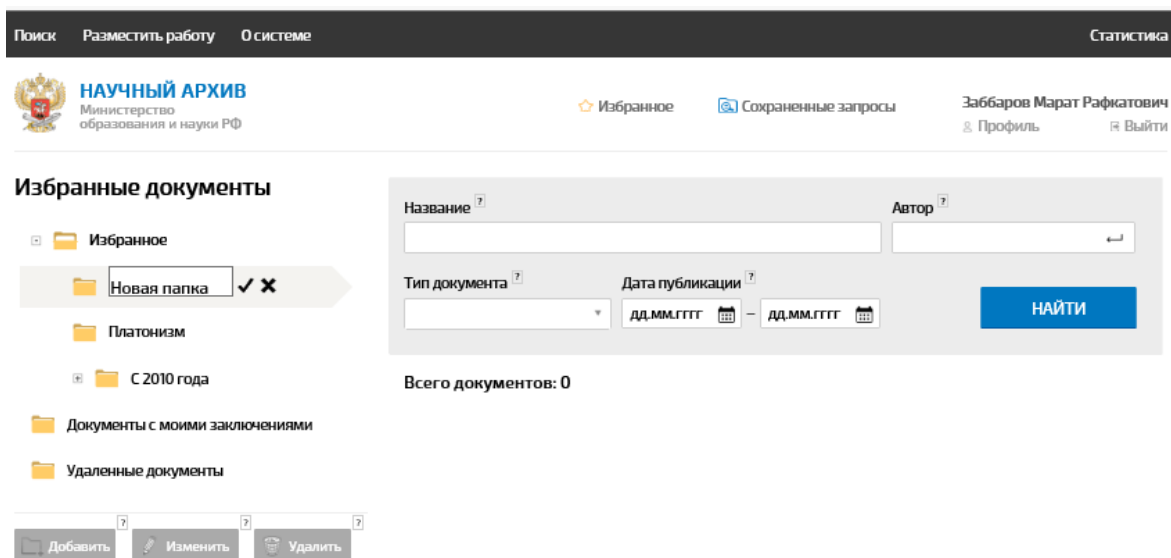 Поиск Разместить работу О системе Статистика
НАУЧНЫЙ АРХИВ
Министерство
образования и науки РФ
Избранное Сохраненные запросы
Заббаров Марат Рафкатович
Профиль Выйти
Избранные документы
Избранное
Новая папка
Платонизм
С 2010 года
Документы с моими заключениями
Удаленные документы
? ? ?
Добавить Изменить Удалить
Название ? Автор ?
Тип документа ? Дата публикации ?
дд.мм.гггг – дд.мм.гггг
НАЙТИ
Всего документов: 0